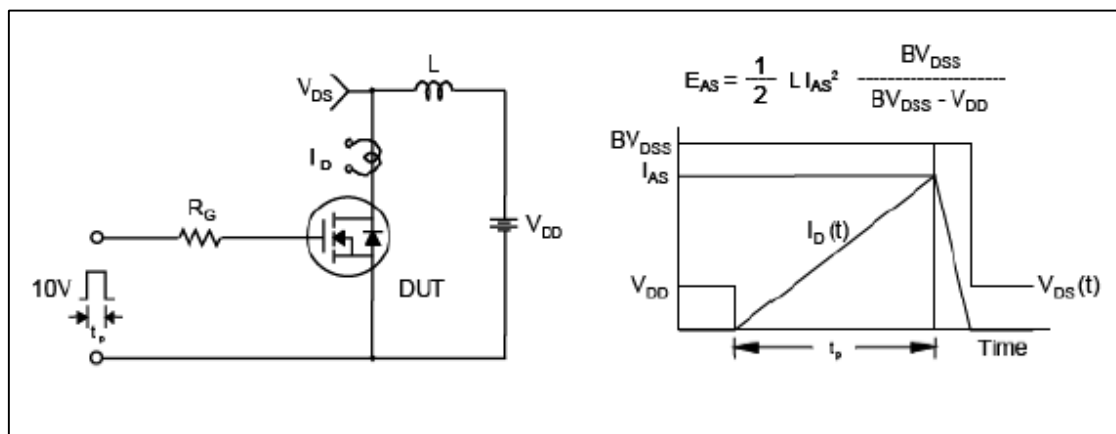 V_DS
L
I_D
R_G
V_DD
10V
t_p
DUT
E_AS = 1/2 L I_AS² BV_DSS / (BV_DSS - V_DD)
BV_DSS
I_AS
I_D (t)
V_DD
V_DS (t)
t_p
Time